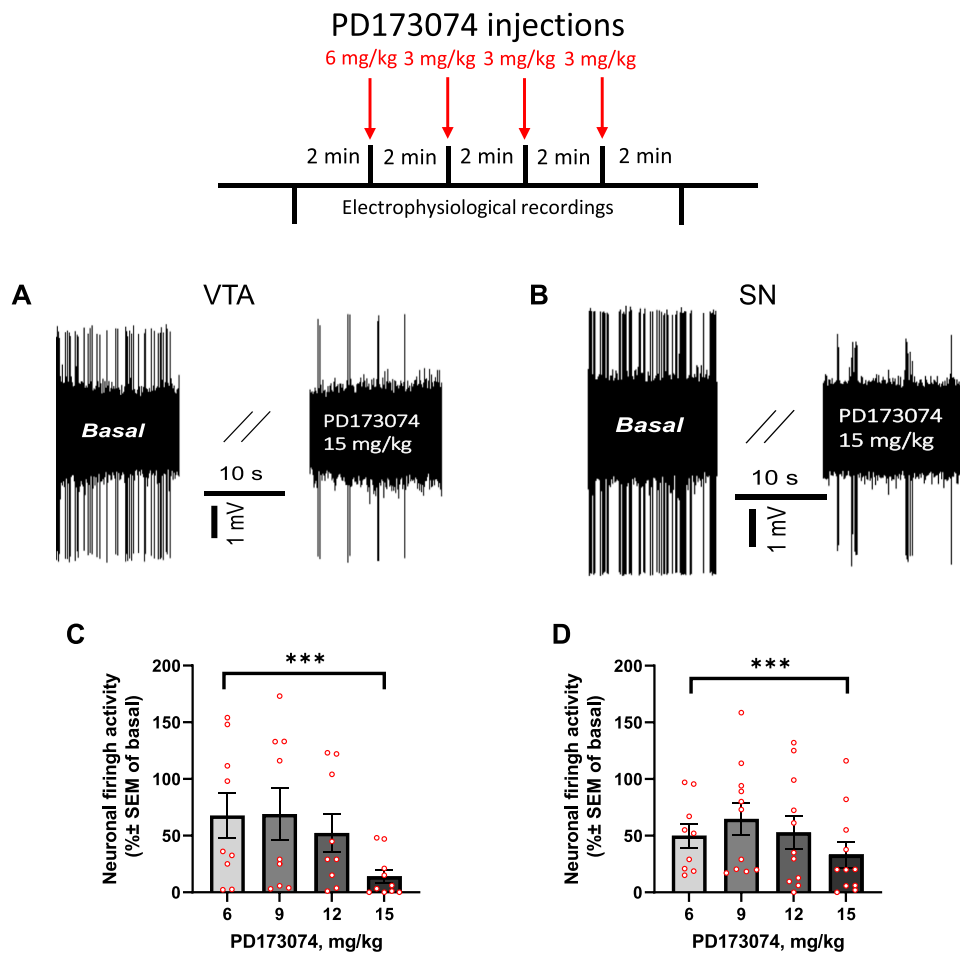 PD173074 injections
6 mg/kg 3 mg/kg 3 mg/kg 3 mg/kg
2 min 2 min 2 min 2 min 2 min
Electrophysiological recordings
A
VTA
Basal
10 s
1 mV
PD173074
15 mg/kg
B
SN
Basal
10 s
1 mV
PD173074
15 mg/kg
C
Neuronal firingh activity
(%± SEM of basal)
200
150
100
50
0
***
6 9 12 15
PD173074, mg/kg
D
Neuronal firingh activity
(%± SEM of basal)
200
150
100
50
0
***
6 9 12 15
PD173074, mg/kg